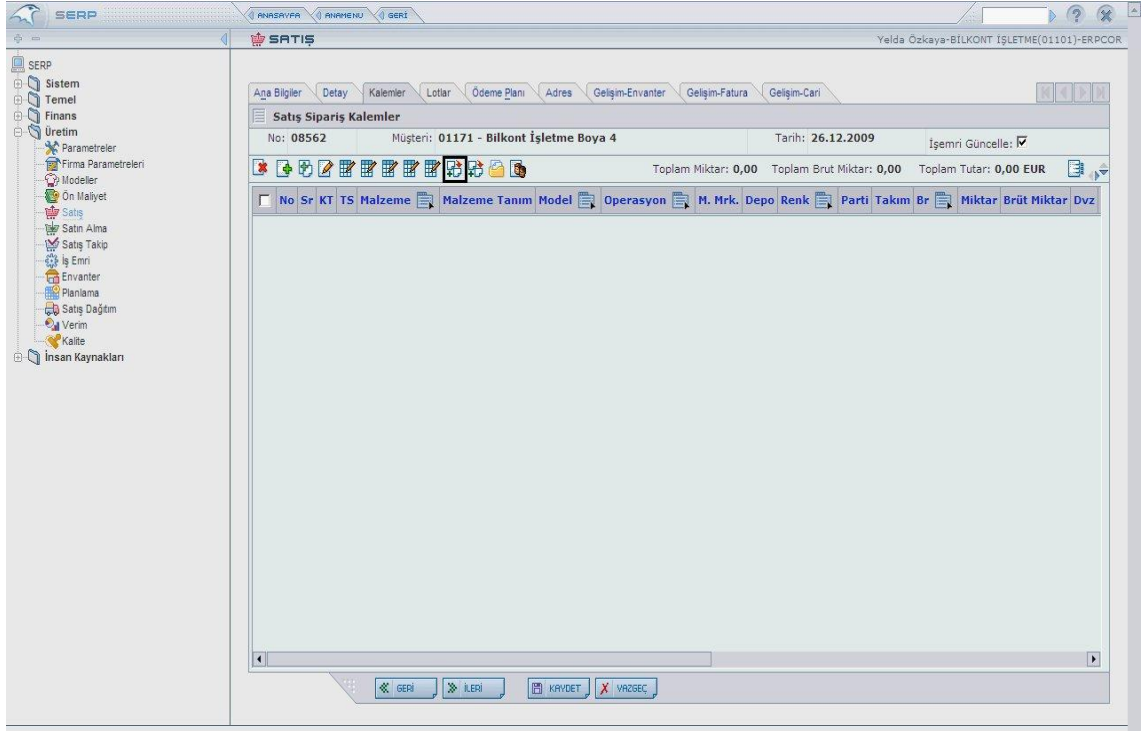 SERP
ANASAYFA ANAMENU GERİ
SATIŞ
Yelda Özkaya-BİLKONT İŞLETME(01101)-ERPCOR
SERP
Sistem
Temel
Finans
Üretim
Parametreler
Firma Parametreleri
Modeller
Ön Maliyet
Satış
Satın Alma
Satış Takip
İş Emri
Envanter
Planlama
Satış Dağıtım
Verim
Kalite
İnsan Kaynakları
Ana Bilgiler Detay Kalemler Lotlar Ödeme Planı Adres Gelişim-Envanter Gelişim-Fatura Gelişim-Cari
Satış Sipariş Kalemler
No: 08562 Müşteri: 01171 - Bilkont İşletme Boya 4 Tarih: 26.12.2009 İşemri Güncelle:
Toplam Miktar: 0,00 Toplam Brut Miktar: 0,00 Toplam Tutar: 0,00 EUR
No Sr KT TS Malzeme Malzeme Tanım Model Operasyon M. Mrk. Depo Renk Parti Takım Br Miktar Brüt Miktar Dvz
GERİ İLERİ KAYDET VAZGEÇ